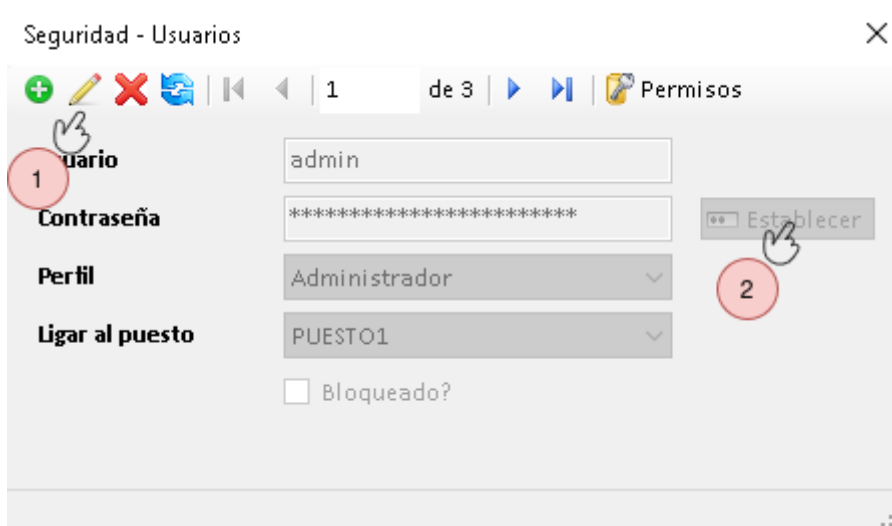 Seguridad - Usuarios
1 de 3 Permisos
uario admin
1
Contraseña *********************** Establecer
Perfil Administrador
2
Ligar al puesto PUESTO1
Bloqueado?